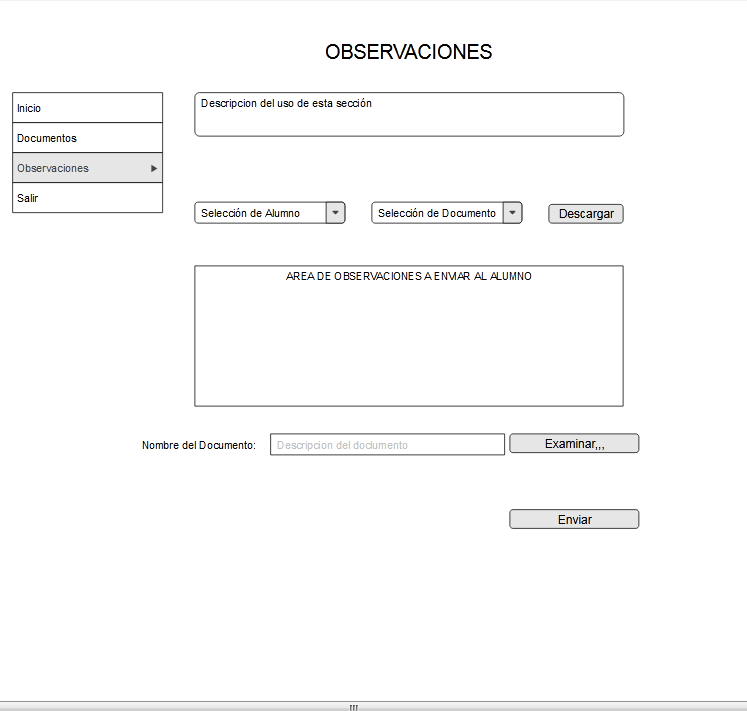 OBSERVACIONES
Inicio
Documentos
Observaciones
Salir
Descripcion del uso de esta sección
Selección de Alumno
Selección de Documento
Descargar
AREA DE OBSERVACIONES A ENVIAR AL ALUMNO
Nombre del Documento:
Descripcion del doclumento
Examinar,,,
Enviar